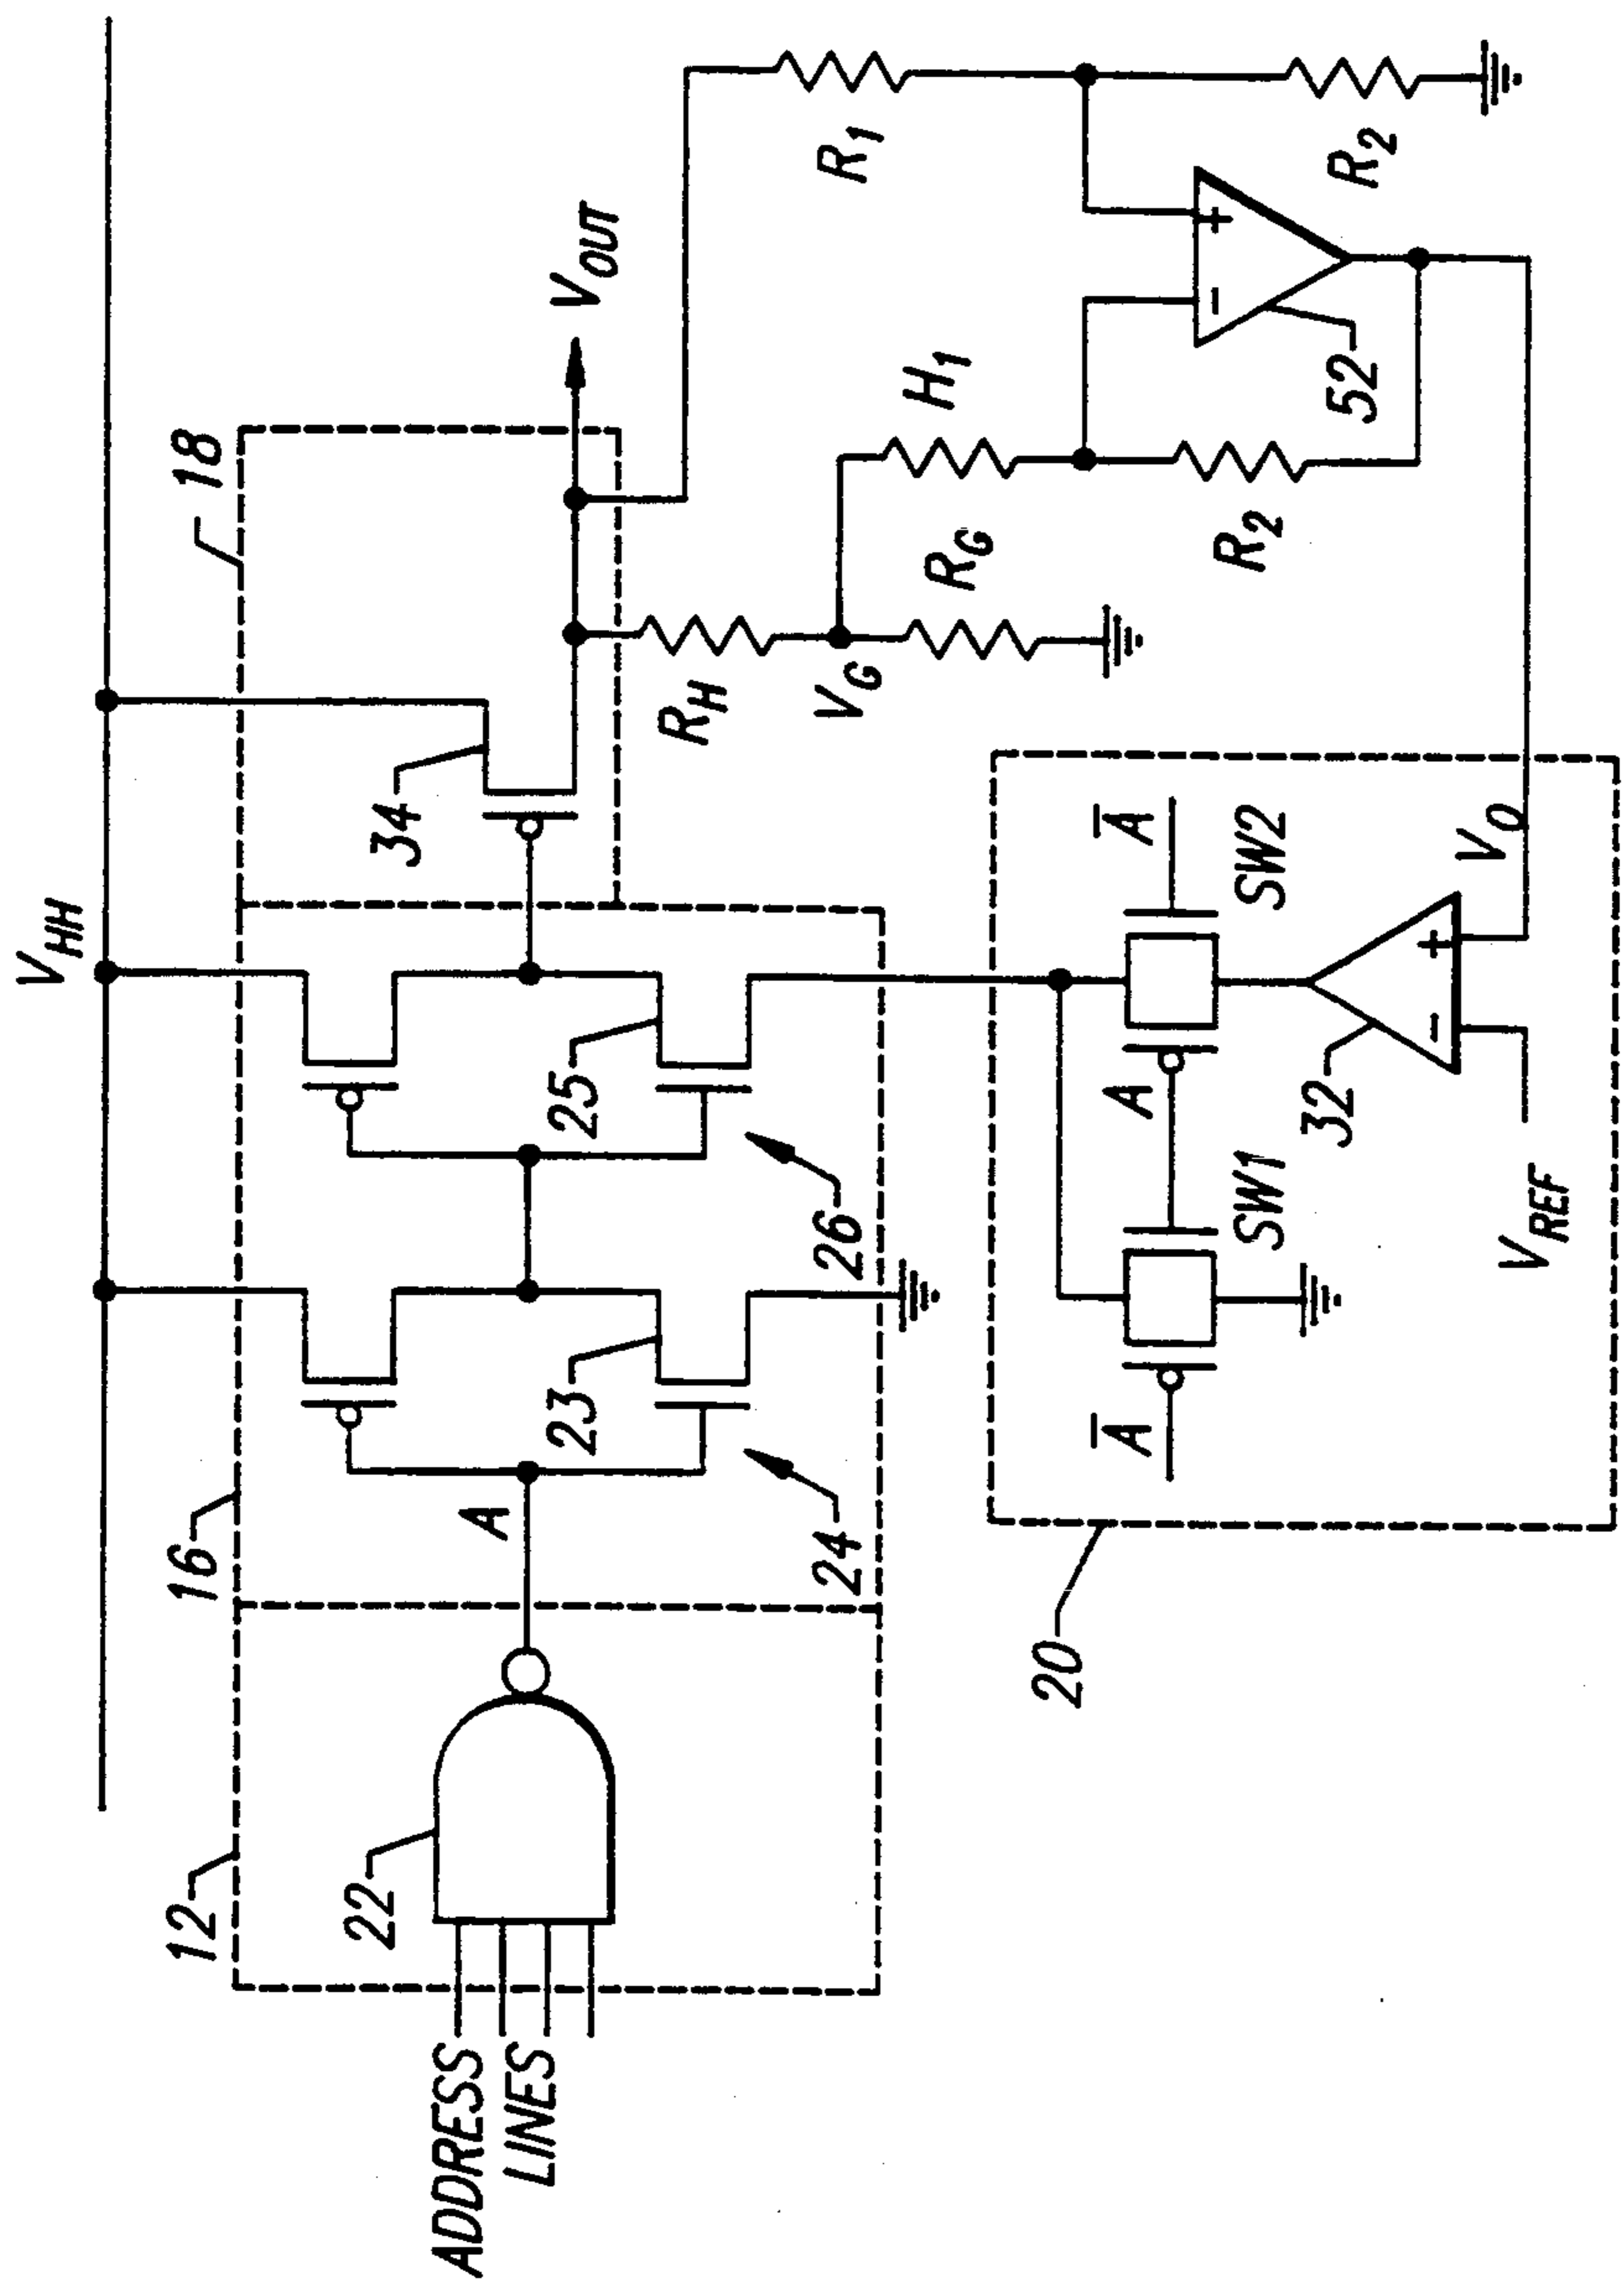 V_HH
12
16
18
22
A
23
25
34
V_OUT
ADDRESS
LINES
24
26
R_H
V_G
R_G
H_1
R_1
20
Ā
SW1
A
SW2
Ā
R_2
52
+
−
R_2
32
−
+
V_O
V_REF